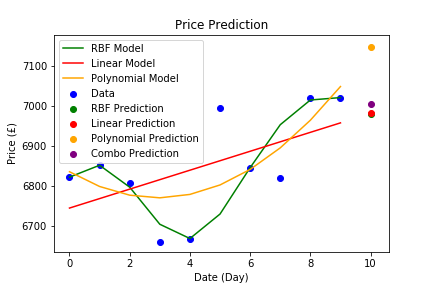 Price Prediction
RBF Model
Linear Model
Polynomial Model
Data
RBF Prediction
Linear Prediction
Polynomial Prediction
Combo Prediction
Price (£)
7100
7000
6900
6800
6700
0 2 4 6 8 10
Date (Day)